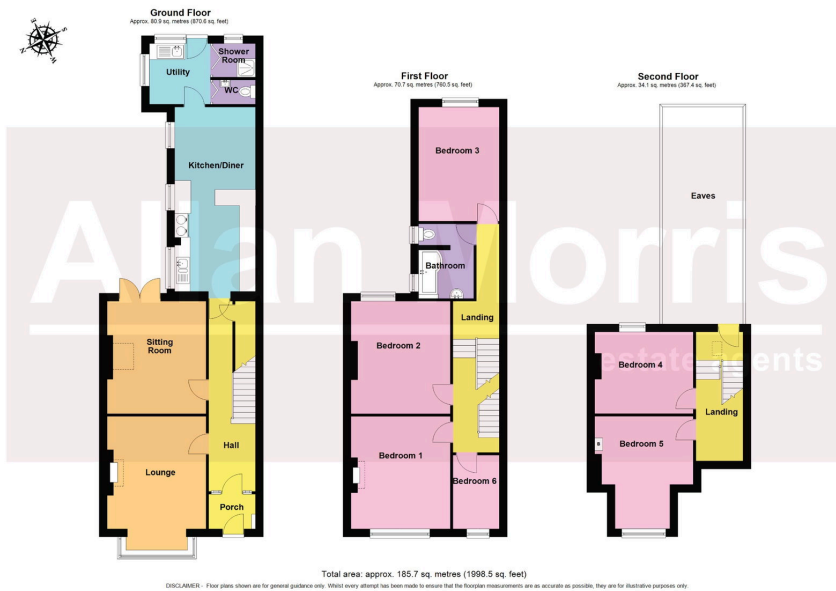 Ground Floor
Approx. 80.9 sq. metres (870.6 sq. feet)
Shower
Room
Utility
WC
Kitchen/Diner
Sitting
Room
Hall
Lounge
Porch
First Floor
Approx. 70.7 sq. metres (760.5 sq. feet)
Bedroom 3
Bathroom
Landing
Bedroom 2
Bedroom 1
Bedroom 6
Second Floor
Approx. 34.1 sq. metres (367.4 sq. feet)
Eaves
Bedroom 4
Landing
Bedroom 5
Allan Morris
estate agents
N
E
S
W
Total area: approx. 185.7 sq. metres (1998.5 sq. feet)
DISCLAIMER - Floor plans shown are for general guidance only. Whilst every attempt has been made to ensure that the floorplan measurements are as accurate as possible, they are for illustrative purposes only.